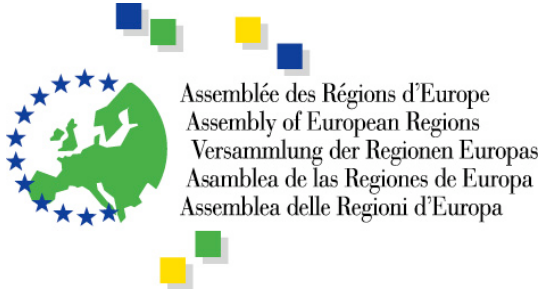 Assemblée des Régions d'Europe
Assembly of European Regions
Versammlung der Regionen Europas
Asamblea de las Regiones de Europa
Assemblea delle Regioni d'Europa